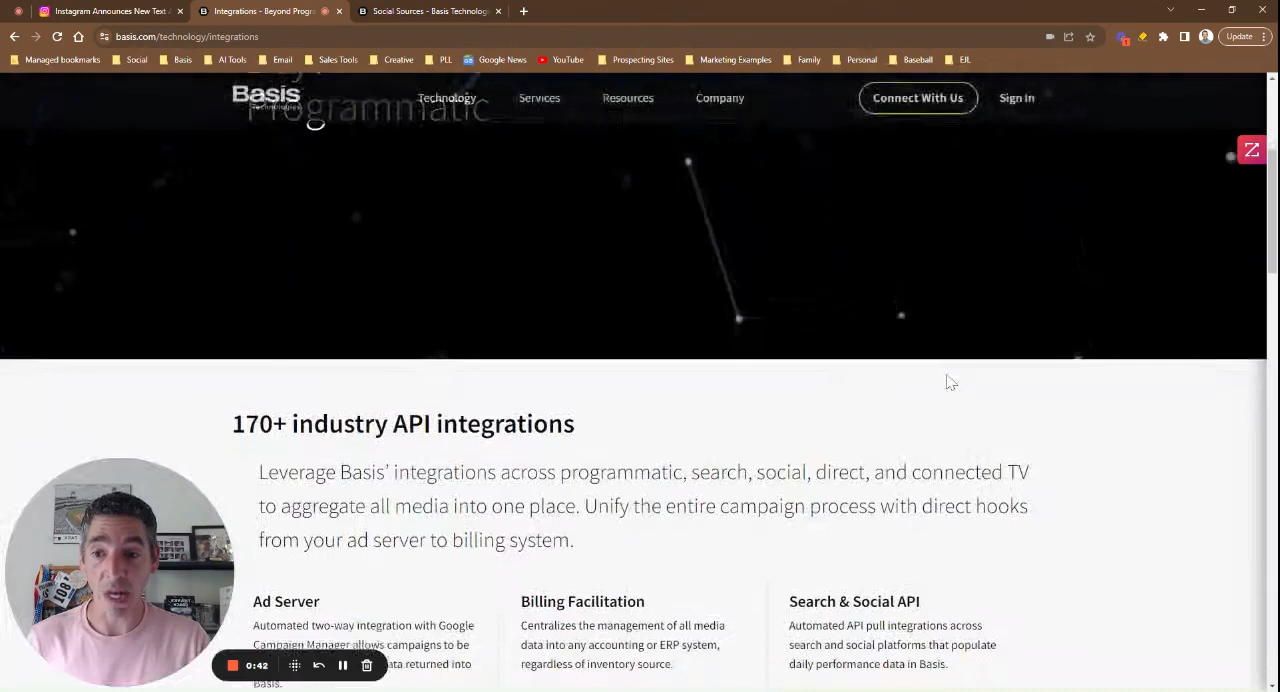 Instagram Announces New Text A
Integrations - Beyond Progr
Social Sources - Basis Technolog
basis.com/technology/integrations
Update
Managed bookmarks
Social
Basis
AI Tools
Email
Sales Tools
Creative
PLL
Google News
YouTube
Prospecting Sites
Marketing Examples
Family
Personal
Baseball
EJL
Basis
Technologies
Programmatic
Technology
Services
Resources
Company
Connect With Us
Sign In
170+ industry API integrations
Leverage Basis’ integrations across programmatic, search, social, direct, and connected TV
to aggregate all media into one place. Unify the entire campaign process with direct hooks
from your ad server to billing system.
Ad Server
Automated two-way integration with Google
Campaign Manager allows campaigns to be
ata returned into
Basis.
Billing Facilitation
Centralizes the management of all media
data into any accounting or ERP system,
regardless of inventory source.
Search & Social API
Automated API pull integrations across
search and social platforms that populate
daily performance data in Basis.
0:42